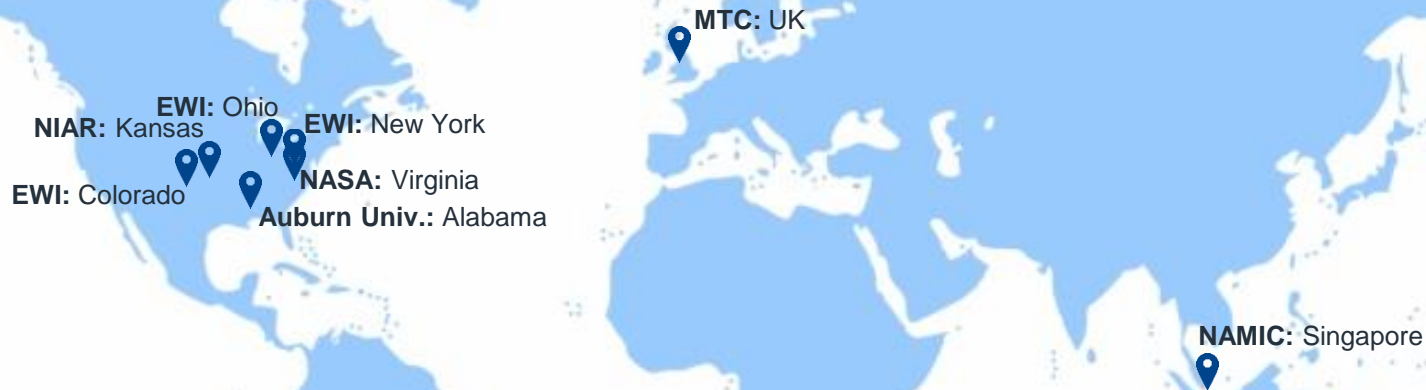 MTC: UK
EWI: Ohio
NIAR: Kansas
EWI: New York
NASA: Virginia
EWI: Colorado
Auburn Univ.: Alabama
NAMIC: Singapore